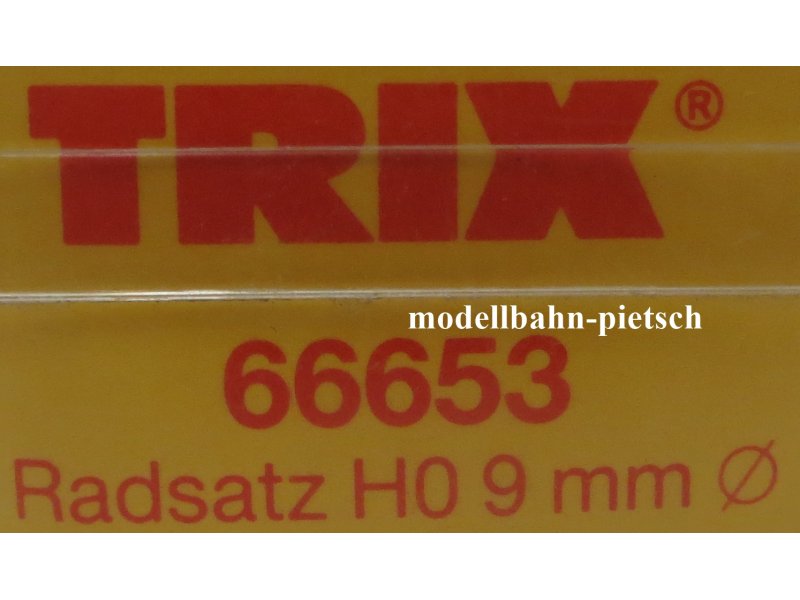 TRIX®
modellbahn-pietsch
66653
Radsatz H0 9 mm Ø